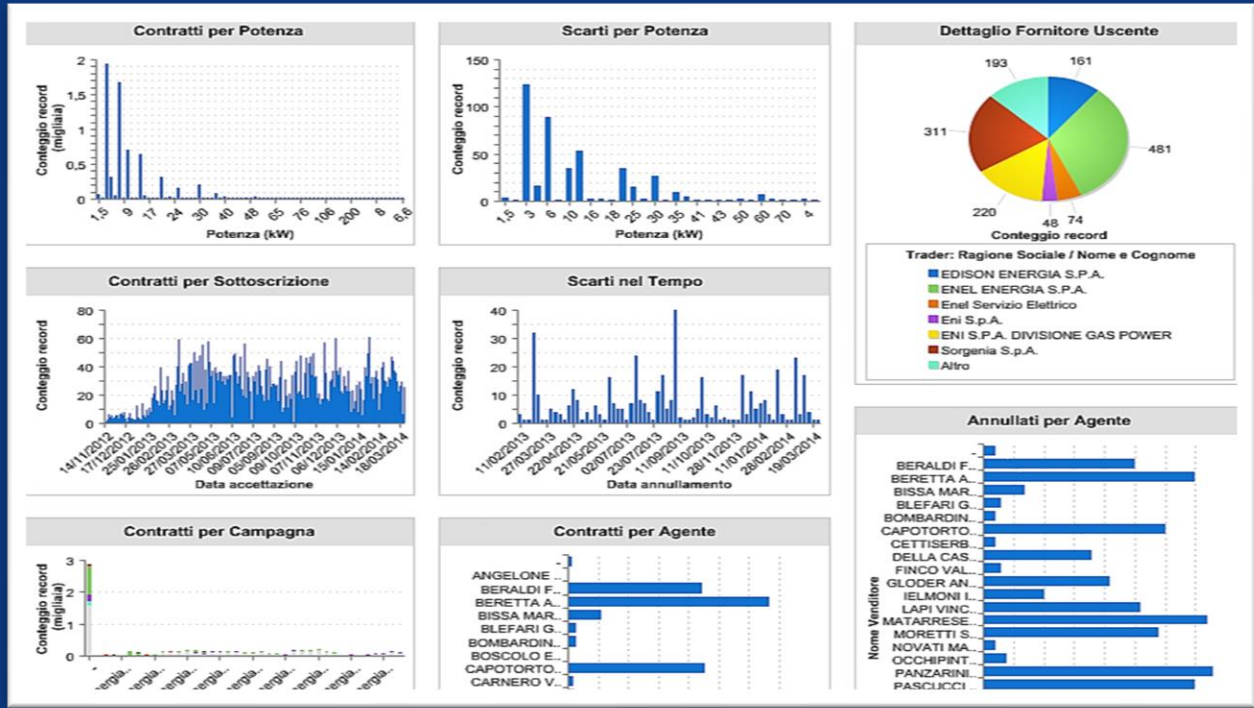 Contratti per Potenza
Conteggio record
(migliaia)
2
1,5
1
0,5
0
1,5
9
17
24
30
40
48
65
76
106
200
8
6,6
Potenza (kW)
Scarti per Potenza
Conteggio record
150
100
50
0
1,5
3
6
10
16
18
25
30
35
41
43
50
60
70
4
Potenza (kW)
Dettaglio Fornitore Uscente
193
161
311
481
220
48
74
Conteggio record
Trader: Ragione Sociale / Nome e Cognome
EDISON ENERGIA S.P.A.
ENEL ENERGIA S.P.A.
Enel Servizio Elettrico
Eni S.p.A.
ENI S.P.A. DIVISIONE GAS POWER
Sorgenia S.p.A.
Altro
Contratti per Sottoscrizione
Conteggio record
80
60
40
20
0
14/11/2012
17/12/2012
25/01/2013
26/02/2013
27/03/2013
07/05/2013
10/06/2013
09/07/2013
05/09/2013
09/10/2013
07/11/2013
06/12/2013
15/01/2014
14/02/2014
18/03/2014
Data accettazione
Scarti nel Tempo
Conteggio record
40
30
20
10
0
11/02/2013
27/03/2013
22/04/2013
21/05/2013
02/07/2013
23/07/2013
11/09/2013
11/10/2013
28/11/2013
11/01/2014
28/02/2014
19/03/2014
Data annullamento
Annullati per Agente
Nome Venditore
-
BERALDI F...
BERETTA A...
BISSA MAR...
BLEFARI G...
BOMBARDIN...
CAPOTORTO...
CETTISERB...
DELLA CAS...
FINCO VAL...
GLODER AN...
IELMONI I...
LAPI VINC...
MATARRESE...
MORETTI S...
NOVATI MA...
OCCHIPINT...
PANZARINI...
PASCUCCI ...
Contratti per Campagna
Conteggio record
(migliaia)
3
2
1
0
-
Contratti per Agente
-
ANGELONE ...
BERALDI F...
BERETTA A...
BISSA MAR...
BLEFARI G...
BOMBARDIN...
BOSCOLO E...
CAPOTORTO...
CARNERO V...